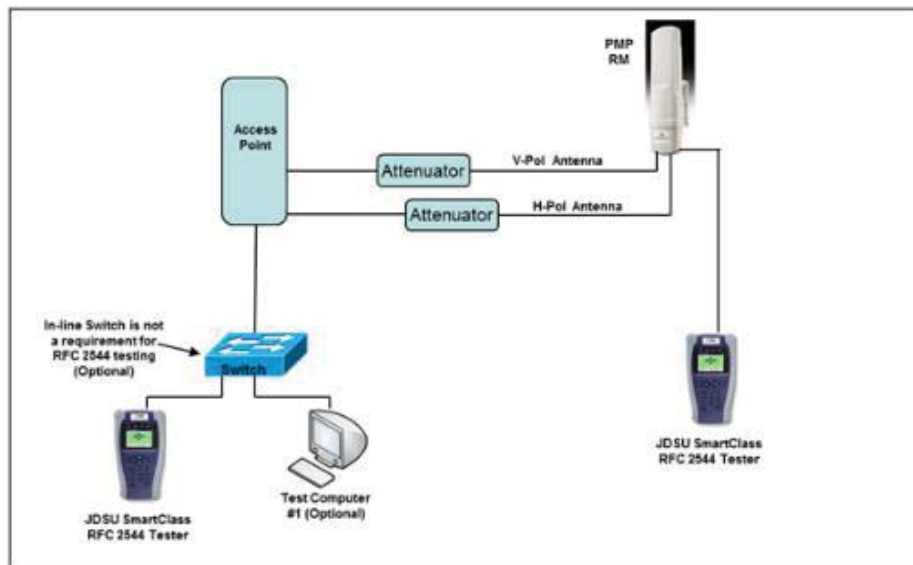 PMP
RM
Access
Point
Attenuator
V-Pol Antenna
Attenuator
H-Pol Antenna
In-line Switch is not
a requirement for
RFC 2544 testing
(Optional)
Switch
JDSU SmartClass
RFC 2544 Tester
Test Computer
#1 (Optional)
JDSU SmartClass
RFC 2544 Tester